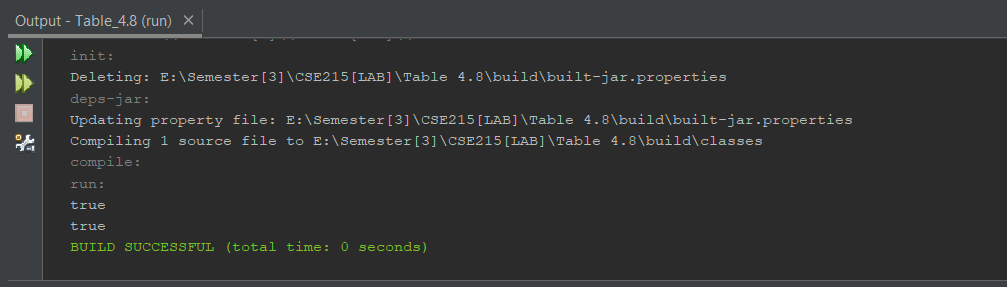 Output - Table_4.8 (run)
init:
Deleting: E:\Semester[3]\CSE215[LAB]\Table 4.8\build\built-jar.properties
deps-jar:
Updating property file: E:\Semester[3]\CSE215[LAB]\Table 4.8\build\built-jar.properties
Compiling 1 source file to E:\Semester[3]\CSE215[LAB]\Table 4.8\build\classes
compile:
run:
true
true
BUILD SUCCESSFUL (total time: 0 seconds)